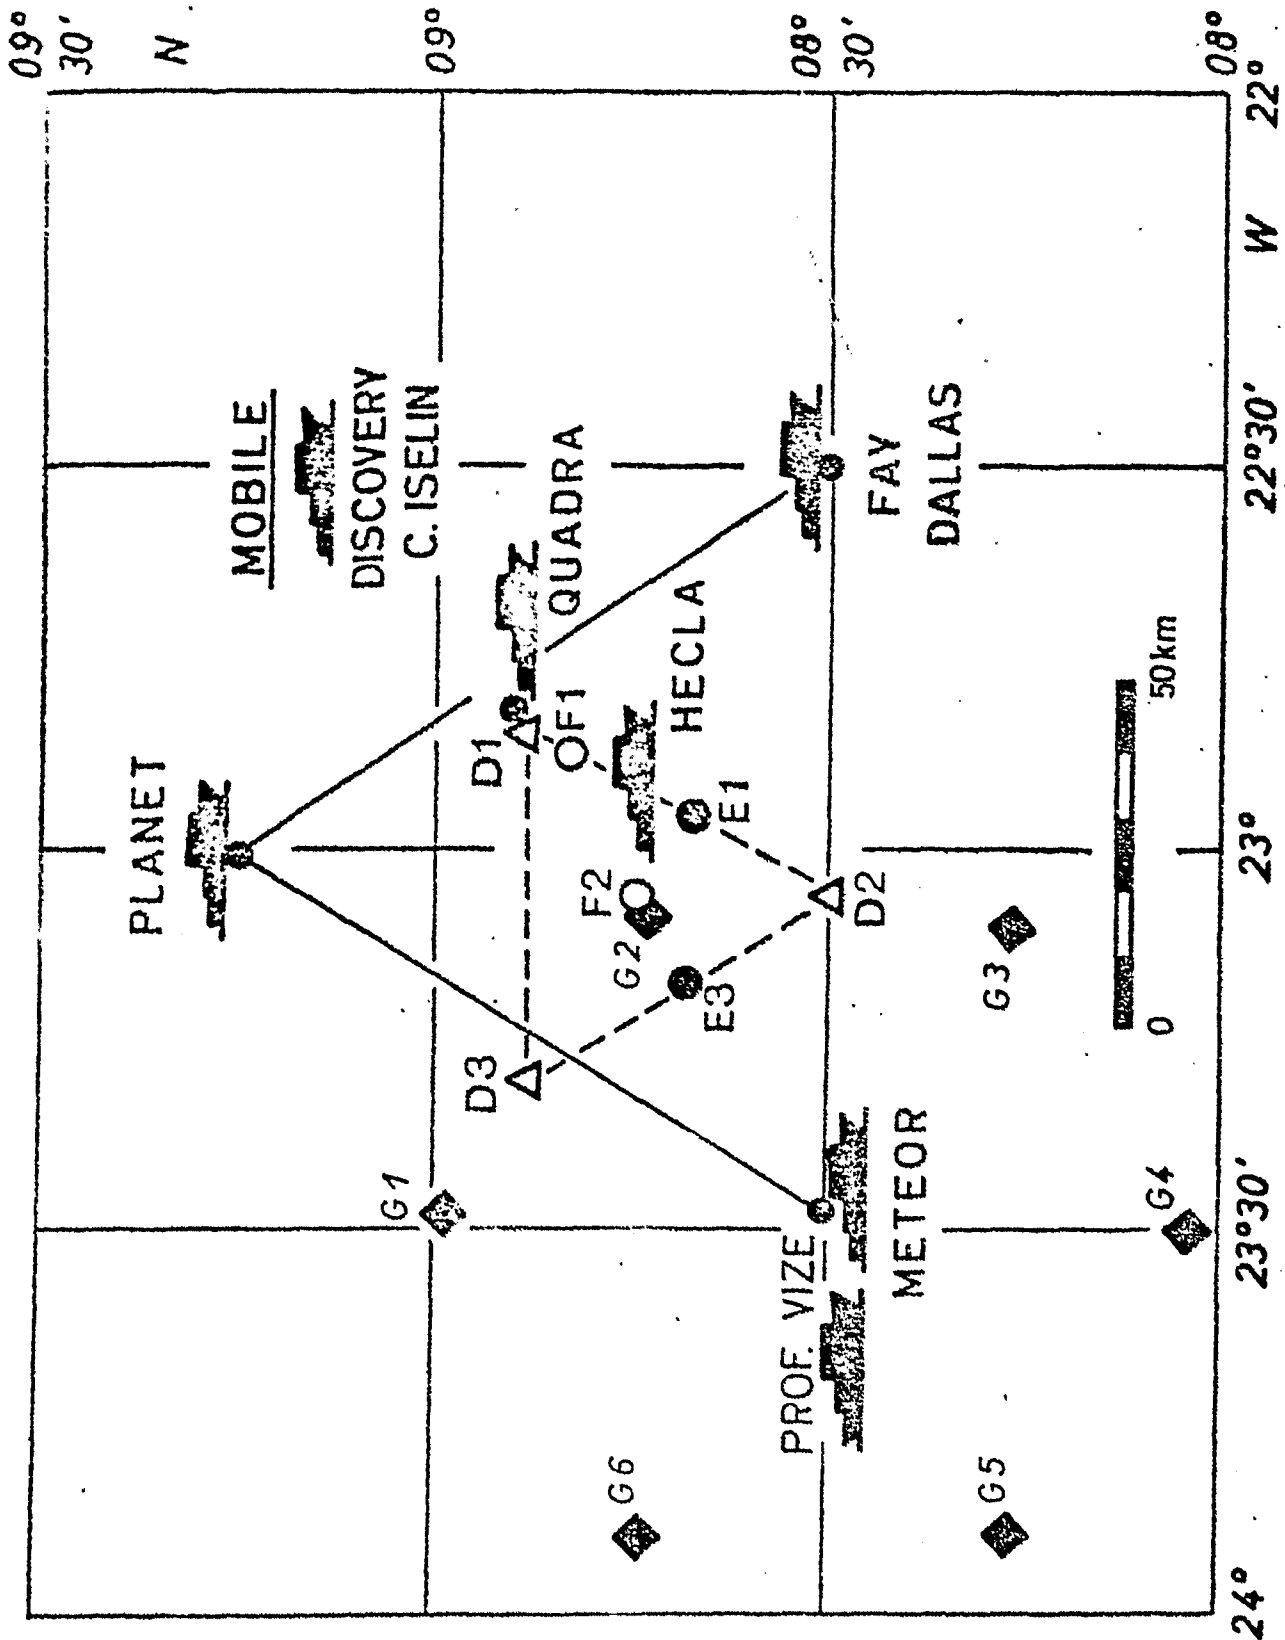 09°
30'
N
09°
08°
30'
08°
22°
W
22°30'
23°
23°30'
24°
MOBILE
DISCOVERY
C. ISELIN
PLANET
QUADRA
D1
F1
HECLA
E1
F2
G2
E3
D2
D3
FAY
DALLAS
G1
PROF. VIZE
METEOR
G3
G4
G5
G6
0
50km